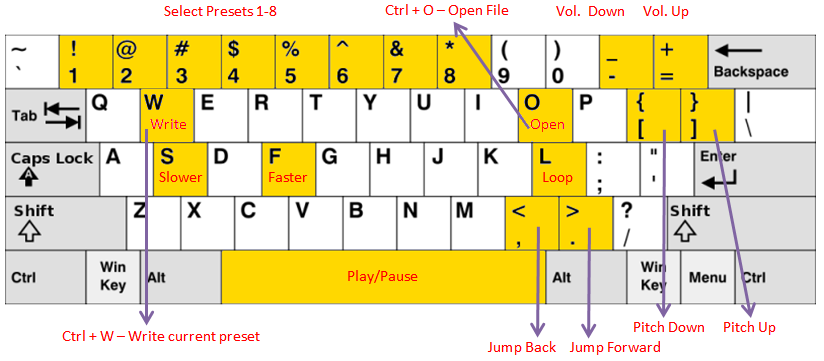 Select Presets 1-8
Ctrl + O – Open File
Vol. Down
Vol. Up
~ ! @ # $ % ^ & * ( ) _ +
` 1 2 3 4 5 6 7 8 9 0 - = Backspace
Tab Q W E R T Y U I O P { } |
Write Open [ ] \
Caps Lock A S D F G H J K L : " Enter
Slower Faster Loop ; '
Shift Z X C V B N M < > ? Shift
, . /
Ctrl Win Key Alt Play/Pause Alt Win Key Menu Ctrl
Ctrl + W – Write current preset
Pitch Down
Pitch Up
Jump Back
Jump Forward